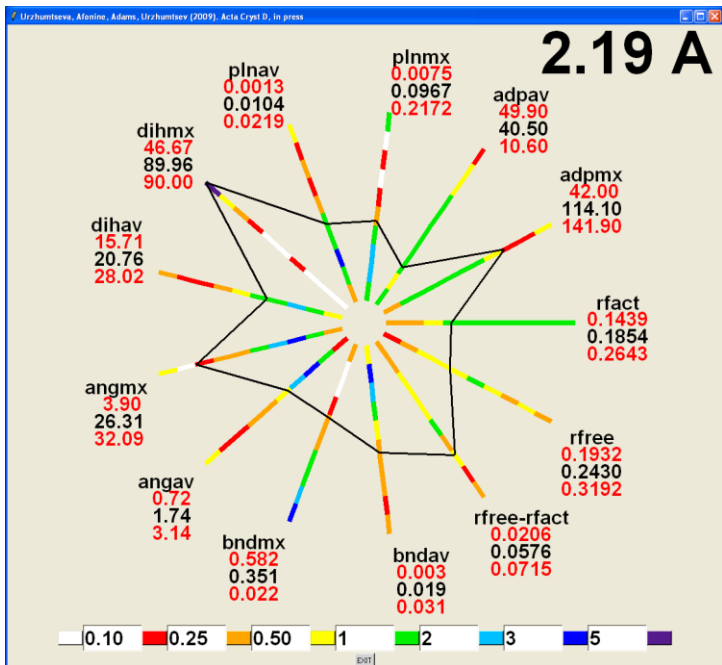 Urzhumtseva, Afonine, Adams, Urzhumtsev (2009). Acta Cryst D, in press
2.19 A
plnmx
0.0075
0.0967
0.2172
plnav
0.0013
0.0104
0.0219
adpav
49.90
40.50
10.60
dihmx
46.67
89.96
90.00
adpmx
42.00
114.10
141.90
dihav
15.71
20.76
28.02
rfact
0.1439
0.1854
0.2643
angmx
3.90
26.31
32.09
rfree
0.1932
0.2430
0.3192
angav
0.72
1.74
3.14
rfree-rfact
0.0206
0.0576
0.0715
bndmx
0.582
0.351
0.022
bndav
0.003
0.019
0.031
0.10 0.25 0.50 1 2 3 5
EXIT